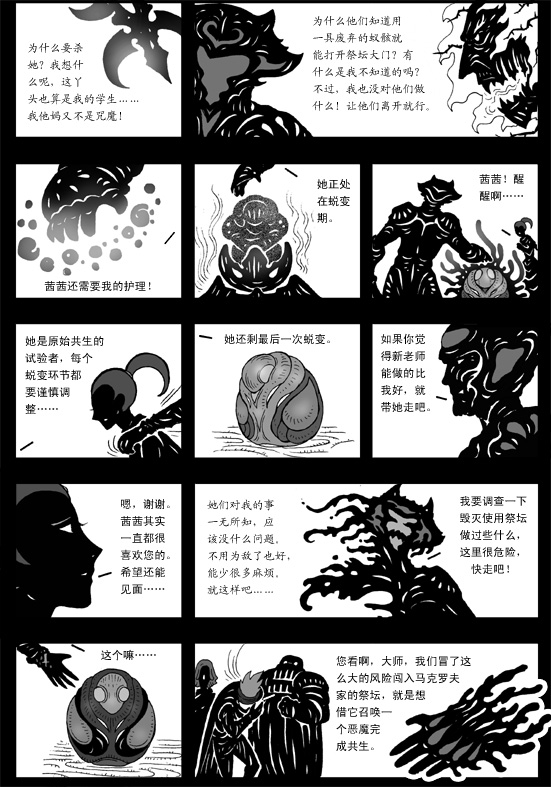 为什么要杀
她？我想什
么呢，这丫
头也算是我的学生……
我他妈又不是咒魔！
为什么他们知道用
一具废弃的蚁骸就
能打开祭坛大门？有
什么是我不知道的吗？
不过，我也没对他们做
什么！让他们离开就行。
茜茜还需要我的护理！
她正处
在蜕变
期。
茜茜！醒
醒啊……
她是原始共生的
试验者，每个
蜕变环节都
要谨慎调
整……
她还剩最后一次蜕变。
如果你觉
得新老师
能做的比
我好，就
带她走吧。
嗯，谢谢。
茜茜其实
一直都很
喜欢您的。
希望还能
见面……
她们对我的事
一无所知，应
该没什么问题。
不用为敌了也好，
能少很多麻烦。
就这样吧……
我要调查一下
毁灭使用祭坛
做过些什么，
这里很危险，
快走吧！
这个嘛……
您看啊，大师，我们冒了这
么大的风险闯入马克罗夫
家的祭坛，就是想
借它召唤一
个恶魔完
成共生。